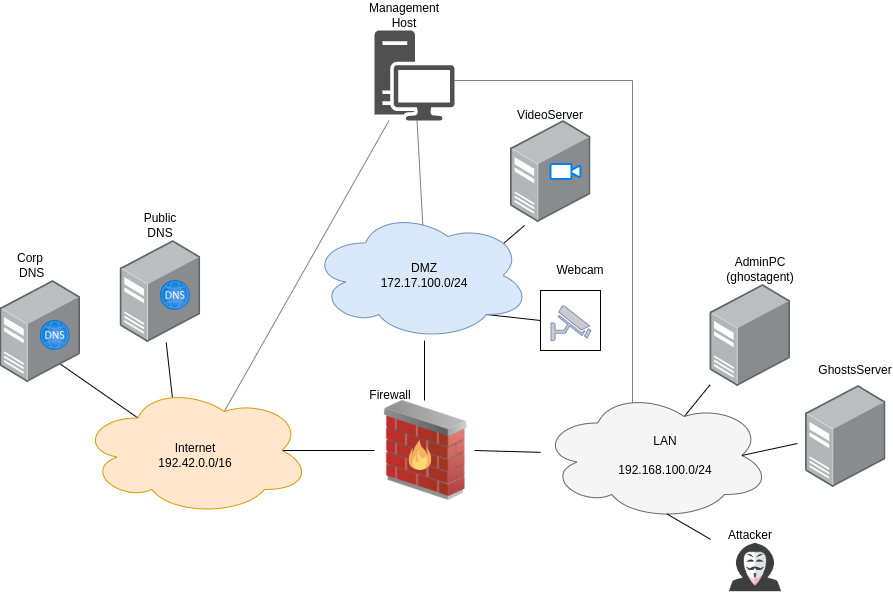 Management
Host
VideoServer
Public
DNS
Corp
DNS
DNS
DNS
DMZ
172.17.100.0/24
Webcam
AdminPC
(ghostagent)
GhostsServer
Firewall
Internet
192.42.0.0/16
LAN
192.168.100.0/24
Attacker